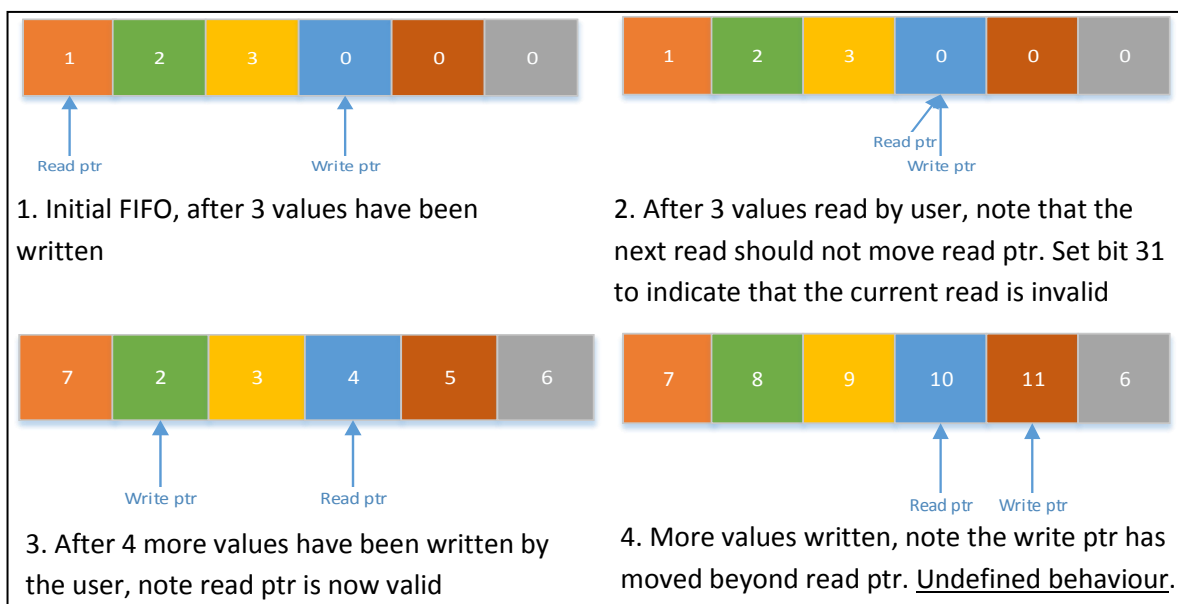 1 2 3 0 0 0
Read ptr Write ptr
1. Initial FIFO, after 3 values have been
written
1 2 3 0 0 0
Read ptr
Write ptr
2. After 3 values read by user, note that the
next read should not move read ptr. Set bit 31
to indicate that the current read is invalid
7 2 3 4 5 6
Write ptr Read ptr
3. After 4 more values have been written by
the user, note read ptr is now valid
7 8 9 10 11 6
Read ptr Write ptr
4. More values written, note the write ptr has
moved beyond read ptr. Undefined behaviour.